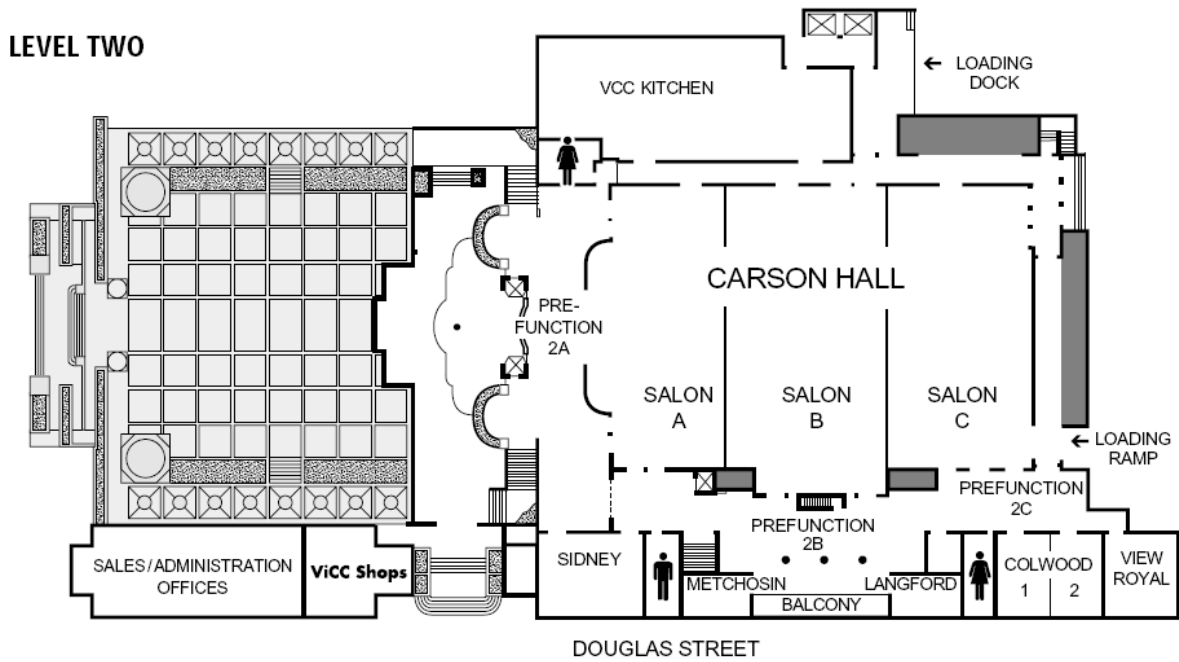 LEVEL TWO
VCC KITCHEN
← LOADING
DOCK
CARSON HALL
PRE-
FUNCTION
2A
SALON
A
SALON
B
SALON
C
← LOADING
RAMP
PREFUNCTION
2C
PREFUNCTION
2B
SALES/ADMINISTRATION
OFFICES
ViCC Shops
SIDNEY
METCHOSIN
BALCONY
LANGFORD
COLWOOD
1 2
VIEW
ROYAL
DOUGLAS STREET